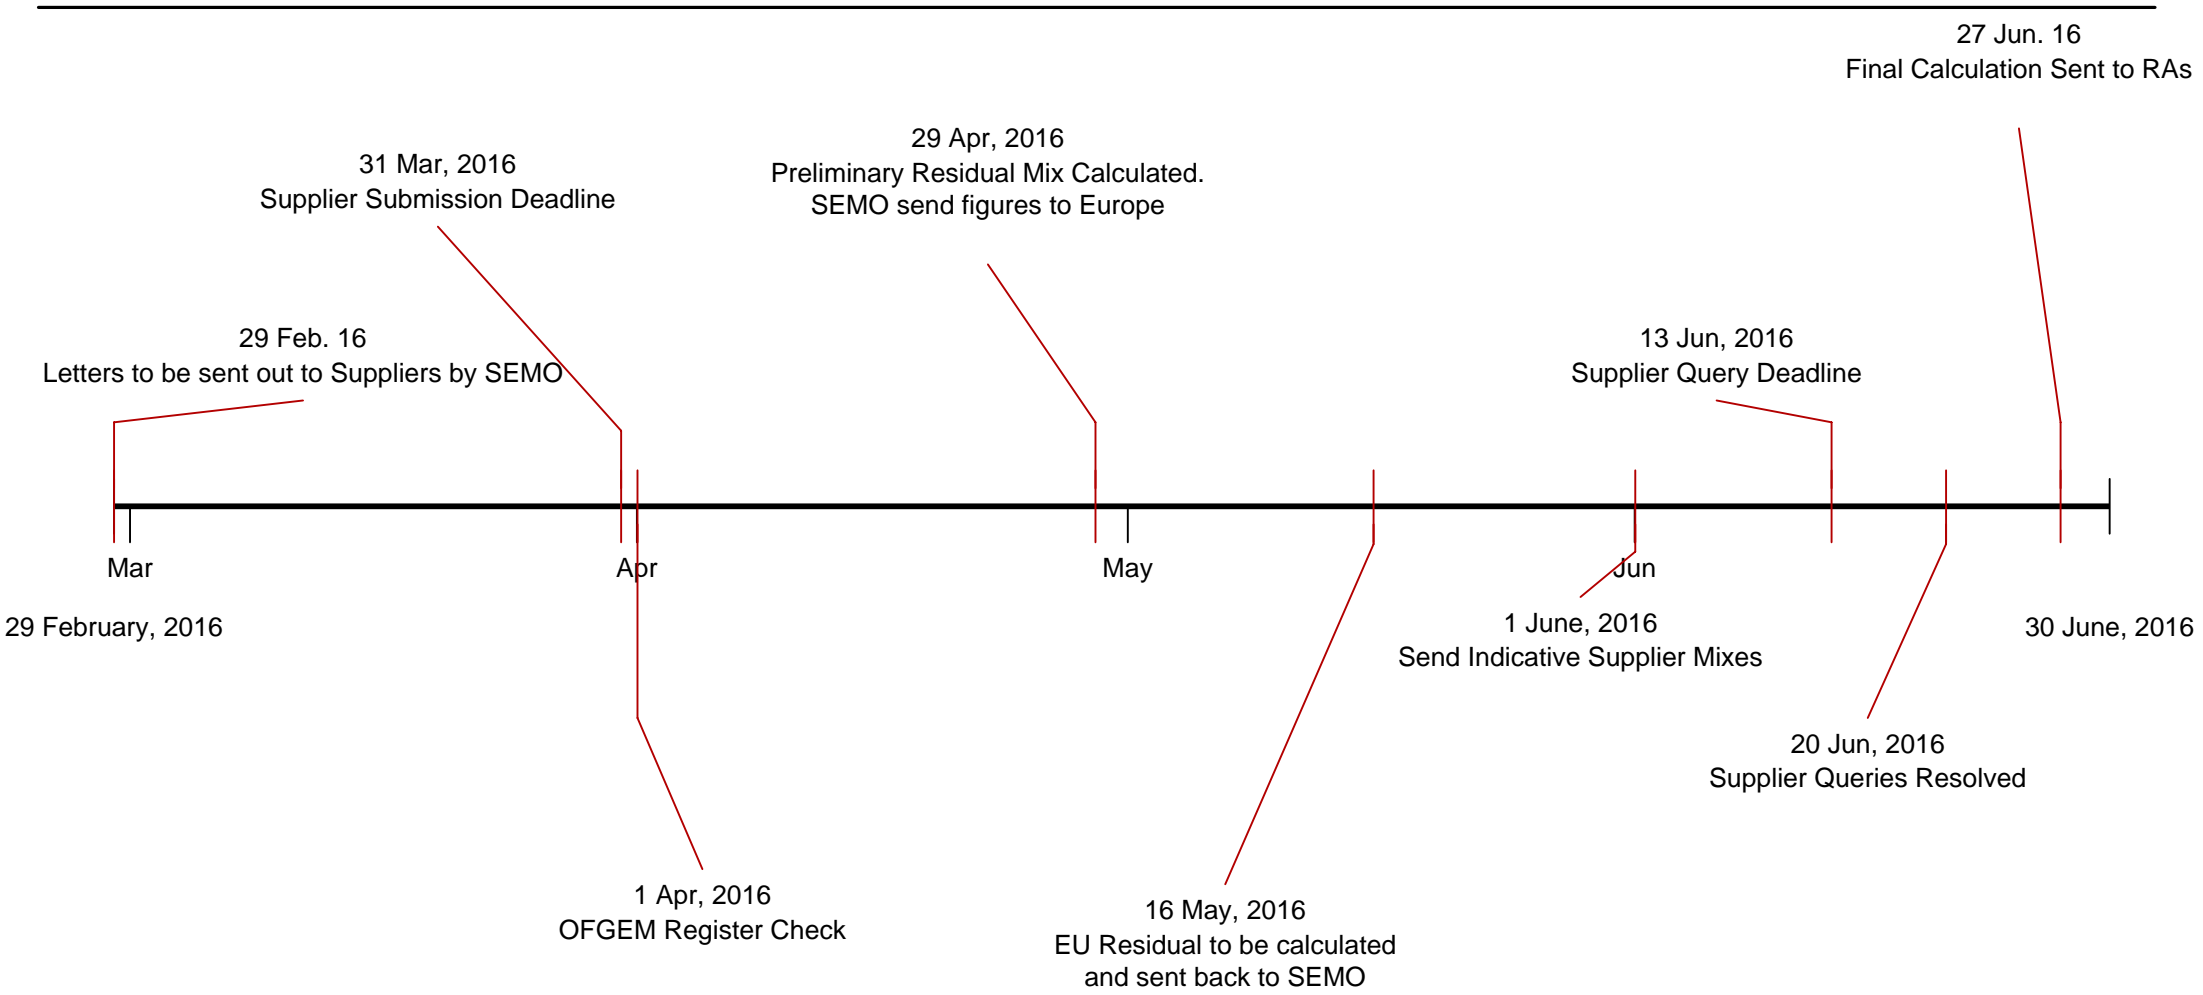 27 Jun. 16
Final Calculation Sent to RAs
29 Apr, 2016
Preliminary Residual Mix Calculated.
SEMO send figures to Europe
31 Mar, 2016
Supplier Submission Deadline
29 Feb. 16
Letters to be sent out to Suppliers by SEMO
13 Jun, 2016
Supplier Query Deadline
Mar
Apr
May
Jun
29 February, 2016
30 June, 2016
1 June, 2016
Send Indicative Supplier Mixes
20 Jun, 2016
Supplier Queries Resolved
1 Apr, 2016
OFGEM Register Check
16 May, 2016
EU Residual to be calculated
and sent back to SEMO